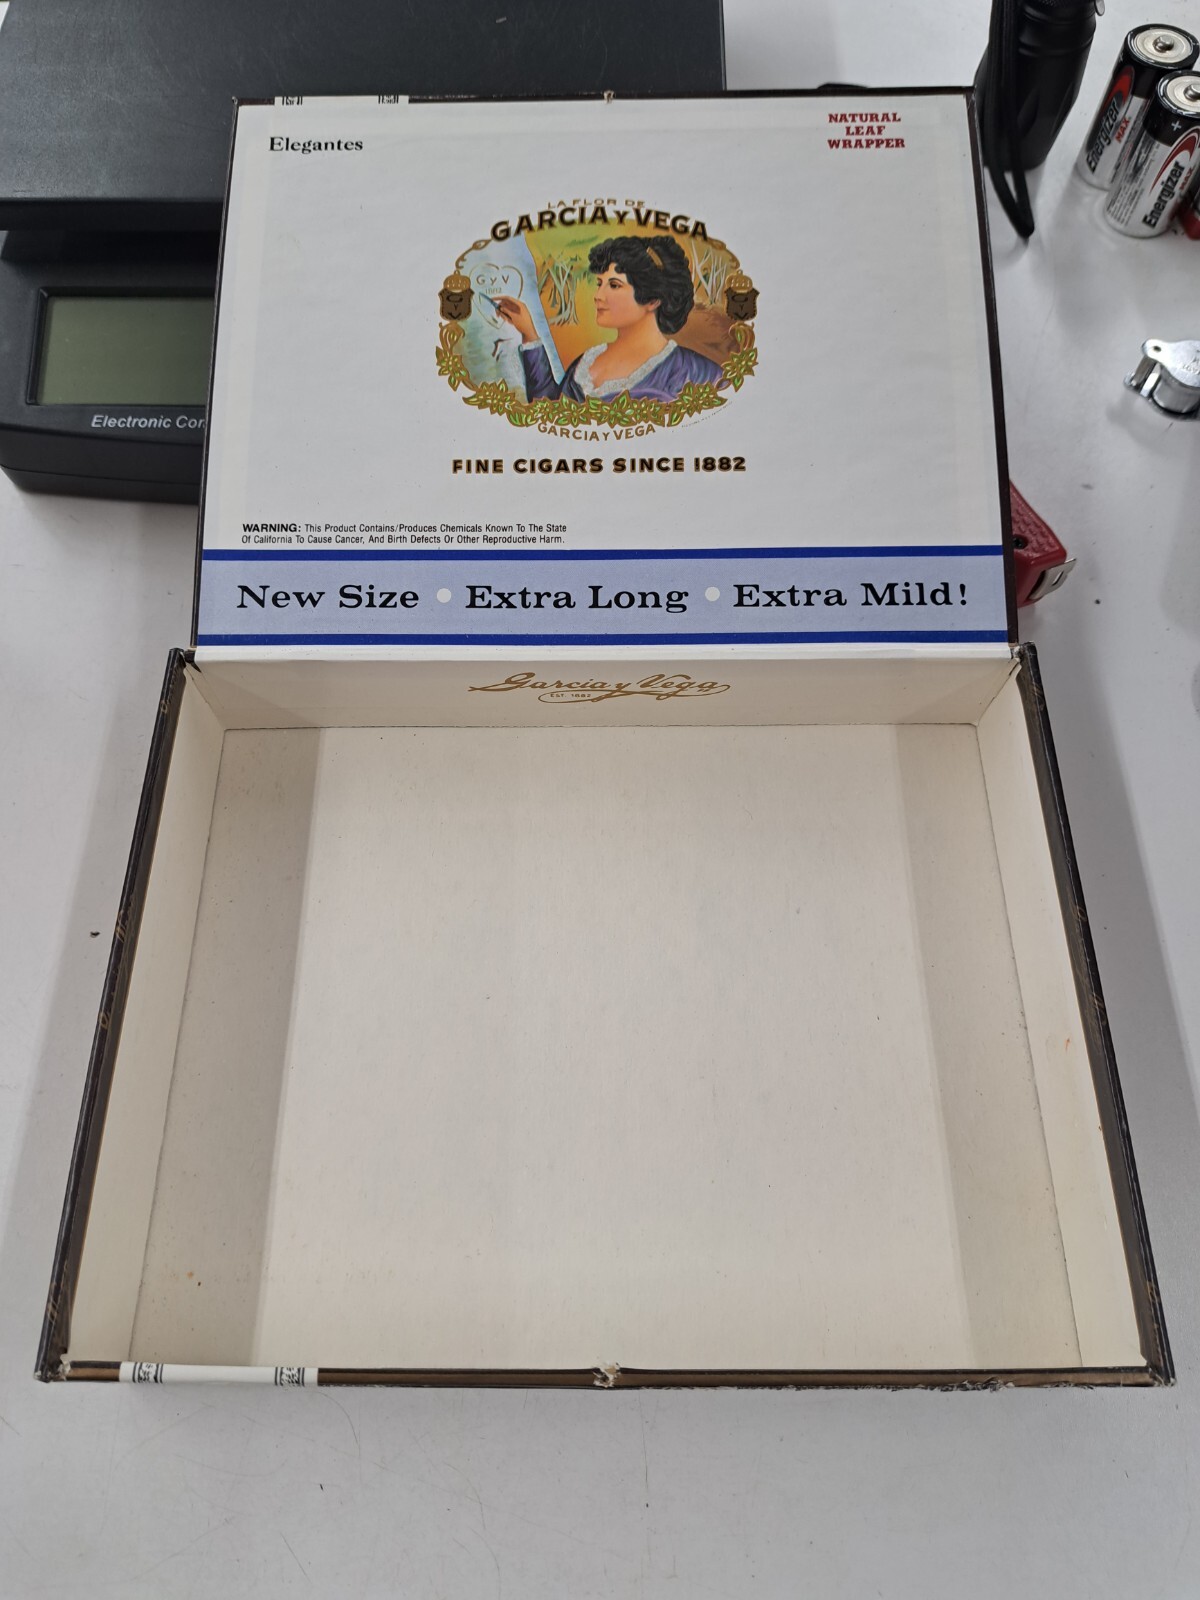 Elegantes
NATURAL
LEAF
WRAPPER
LA FLOR DE
GARCIA Y VEGA
G y V
1882
G
Y
V
G
Y
V
GARCIA Y VEGA
FINE CIGARS SINCE 1882
WARNING: This Product Contains/Produces Chemicals Known To The State
Of California To Cause Cancer, And Birth Defects Or Other Reproductive Harm.
New Size • Extra Long • Extra Mild!
Garcia y Vega
EST. 1882
Electronic
Energizer
MAX
Energizer
+